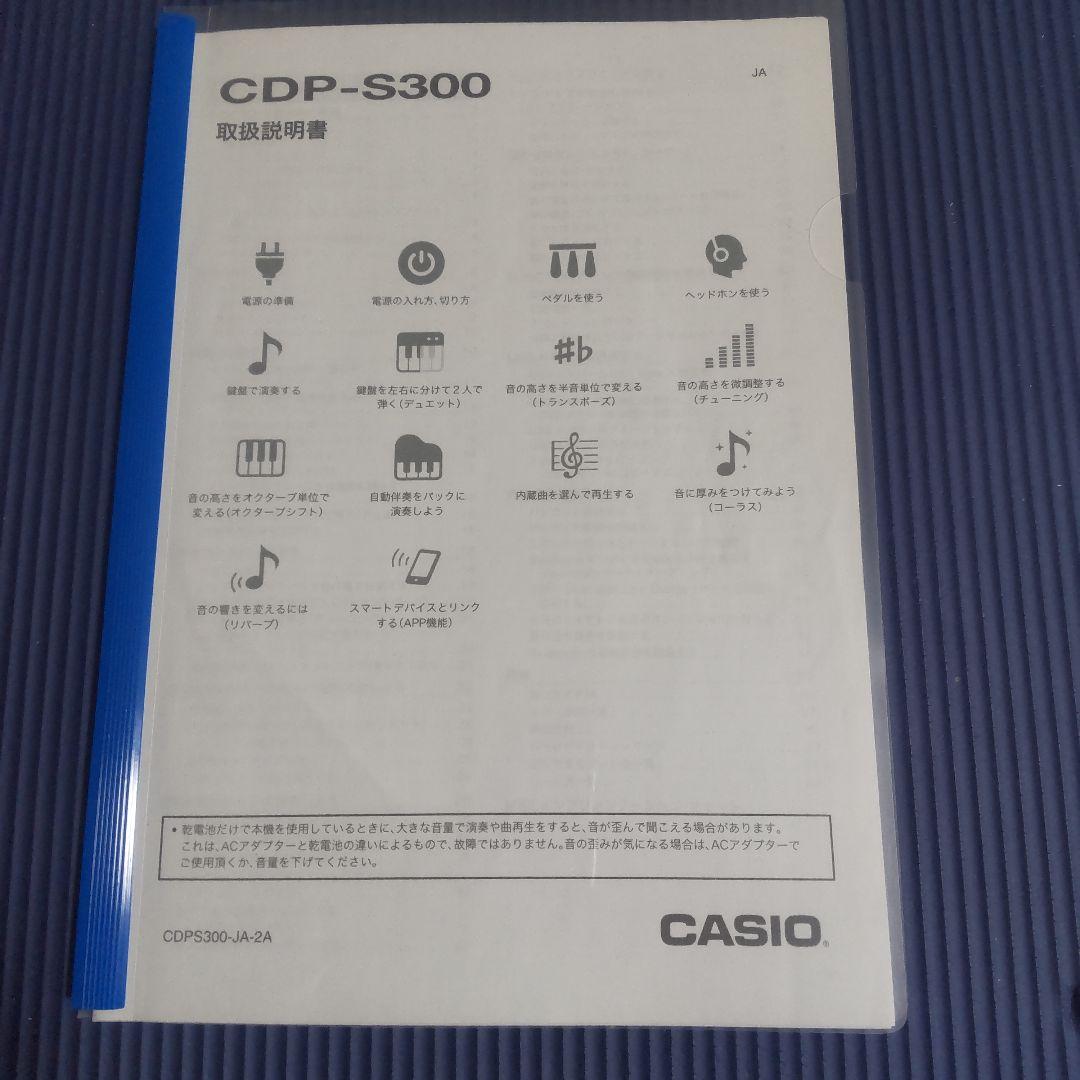 CDP-S300
JA
取扱説明書
電源の準備
電源の入れ方、切り方
ペダルを使う
ヘッドホンを使う
鍵盤で演奏する
鍵盤を左右に分けて2人で
弾く(デュエット)
音の高さを半音単位で変える
(トランスポーズ)
音の高さを微調整する
(チューニング)
音の高さをオクターブ単位で
変える(オクターブシフト)
自動伴奏をバックに
演奏しよう
内蔵曲を選んで再生する
音に厚みをつけてみよう
(コーラス)
音の響きを変えるには
(リバーブ)
スマートデバイスとリンク
する(APP機能)
• 乾電池だけで本機を使用しているときに、大きな音量で演奏や曲再生をすると、音が歪んで聞こえる場合があります。
これは、ACアダプターと乾電池の違いによるもので、故障ではありません。音の歪みが気になる場合は、ACアダプターで
ご使用頂くか、音量を下げてください。
CDPS300-JA-2A
CASIO®